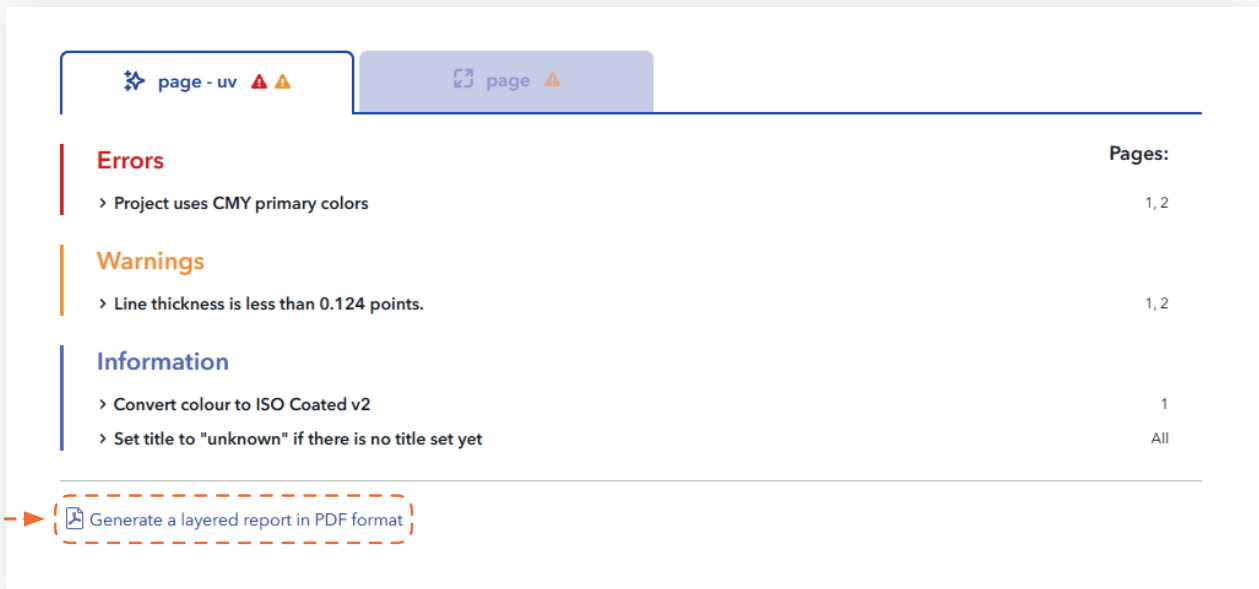 page - uv
page
Errors
Pages:
> Project uses CMY primary colors
1, 2
Warnings
> Line thickness is less than 0.124 points.
1, 2
Information
> Convert colour to ISO Coated v2
1
> Set title to "unknown" if there is no title set yet
All
Generate a layered report in PDF format